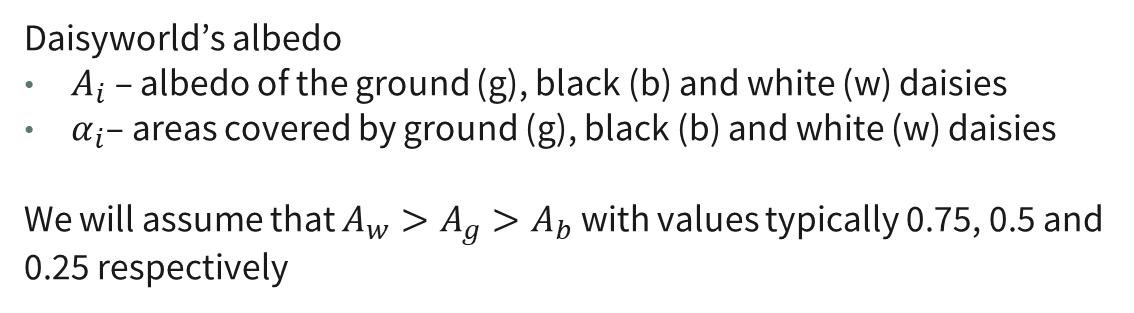 Daisyworld’s albedo
• A_i – albedo of the ground (g), black (b) and white (w) daisies
• α_i– areas covered by ground (g), black (b) and white (w) daisies
We will assume that A_w > A_g > A_b with values typically 0.75, 0.5 and
0.25 respectively